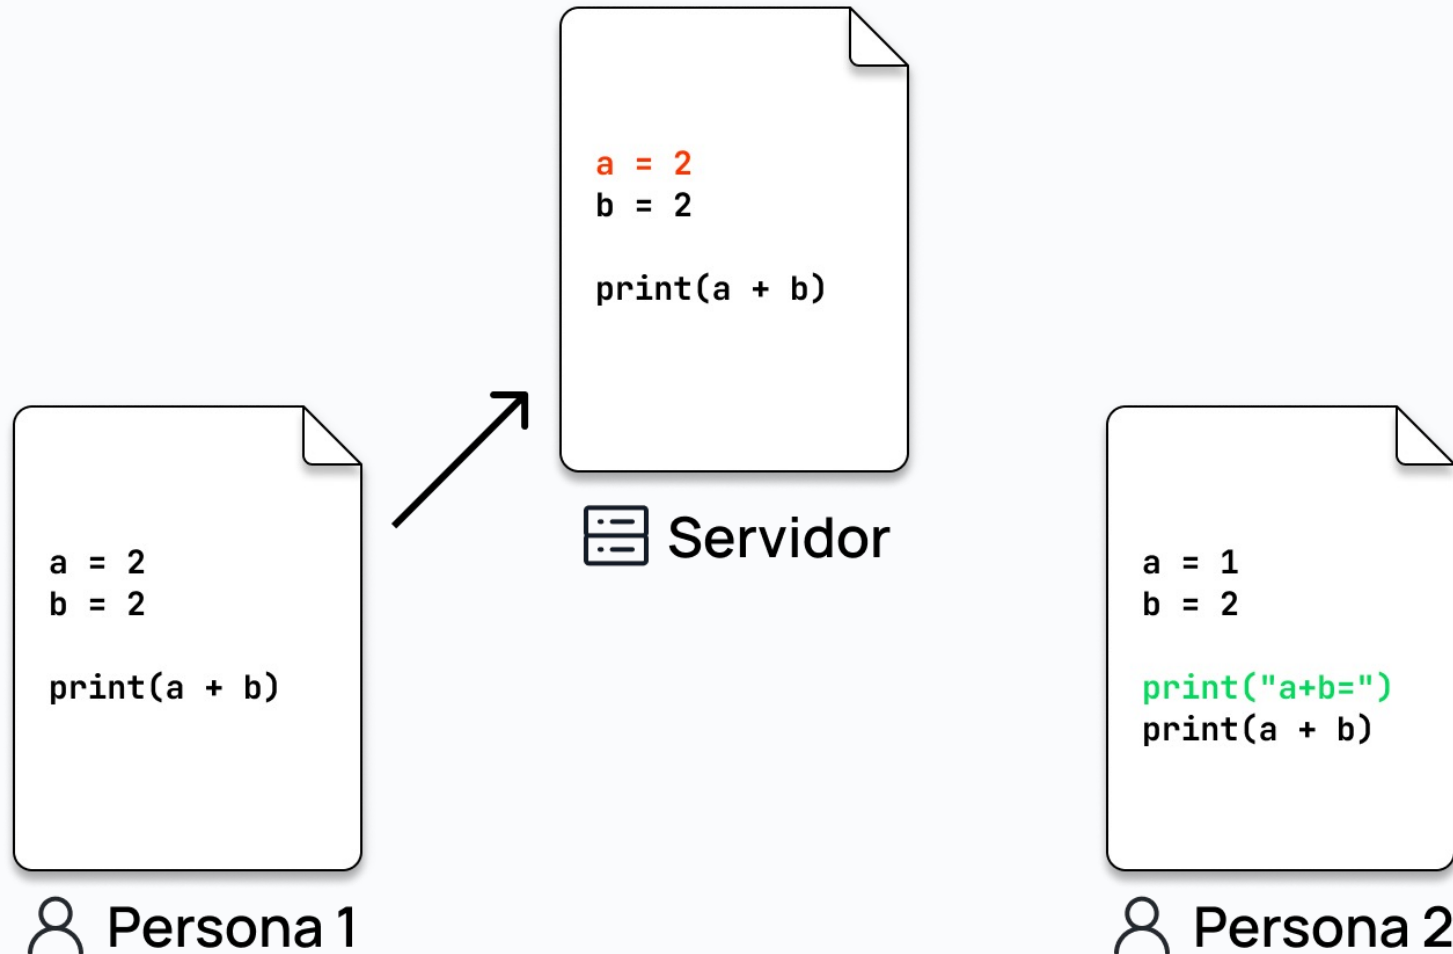 a = 2
b = 2
print(a + b)
Servidor
a = 2
b = 2
print(a + b)
Persona 1
a = 1
b = 2
print("a+b=")
print(a + b)
Persona 2